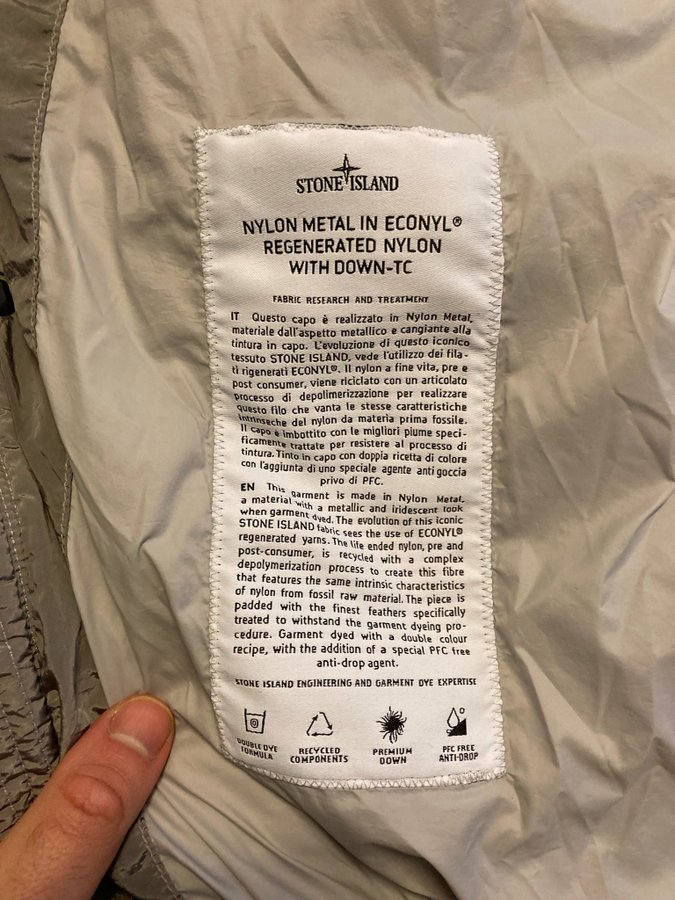 STONE ISLAND
NYLON METAL IN ECONYL®
REGENERATED NYLON
WITH DOWN-TC
FABRIC RESEARCH AND TREATMENT
IT Questo capo è realizzato in Nylon Metal,
materiale dall'aspetto metallico e cangiante alla
tintura in capo. L'evoluzione di questo iconico
tessuto STONE ISLAND, vede l'utilizzo dei fila-
ti rigenerati ECONYL®. Il nylon a fine vita, pre e
post consumer, viene riciclato con un articolato
processo di depolimerizzazione per realizzare
questo filo che vanta le stesse caratteristiche
intrinseche del nylon da materia prima fossile.
Il capo è imbottito con le migliori piume speci-
ficamente trattate per resistere al processo di
tintura. Tinto in capo con doppia ricetta di colore
con l'aggiunta di uno speciale agente anti goccia
privo di PFC.
EN This garment is made in Nylon Metal,
a material with a metallic and iridescent look
when garment dyed. The evolution of this iconic
STONE ISLAND fabric sees the use of ECONYL®
regenerated yarns. The life ended nylon, pre and
post-consumer, is recycled with a complex
depolymerization process to create this fibre
that features the same intrinsic characteristics
of nylon from fossil raw material. The piece is
padded with the finest feathers specifically
treated to withstand the garment dyeing pro-
cedure. Garment dyed with a double colour
recipe, with the addition of a special PFC free
anti-drop agent.
STONE ISLAND ENGINEERING AND GARMENT DYE EXPERTISE
DOUBLE DYE
FORMULA
RECYCLED
COMPONENTS
PREMIUM
DOWN
PFC FREE
ANTI-DROP